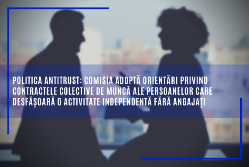 POLITICA ANTITRUST: COMISIA ADOPTĂ ORIENTĂRI PRIVIND
CONTRACTELE COLECTIVE DE MUNCĂ ALE PERSOANELOR CARE
DESFĂȘOARĂ O ACTIVITATE INDEPENDENTĂ FĂRĂ ANGAJAȚI